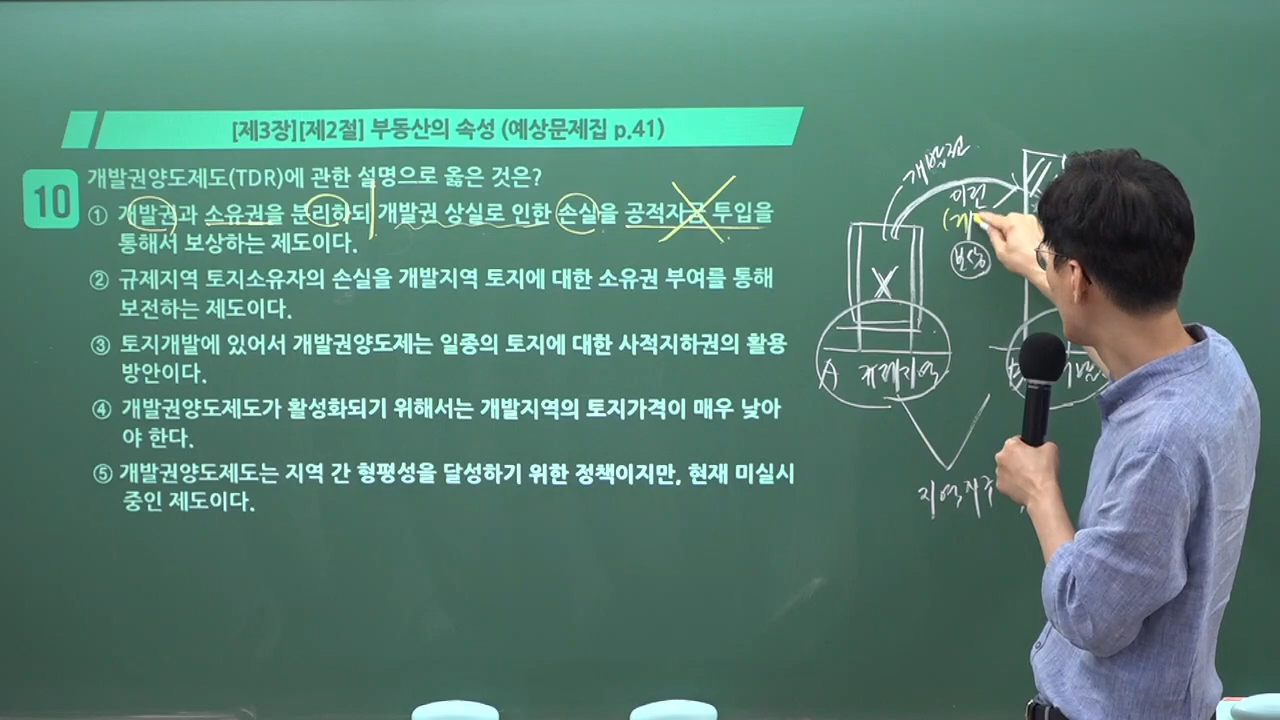 [제3장][제2절] 부동산의 속성 (예상문제집 p.41)
10
개발권양도제도(TDR)에 관한 설명으로 옳은 것은?
① 개발권과 소유권을 분리하되 개발권 상실로 인한 손실을 공적자금 투입을
통해서 보상하는 제도이다.
② 규제지역 토지소유자의 손실을 개발지역 토지에 대한 소유권 부여를 통해
보전하는 제도이다.
③ 토지개발에 있어서 개발권양도제는 일종의 토지에 대한 사적지하권의 활용
방안이다.
④ 개발권양도제도가 활성화되기 위해서는 개발지역의 토지가격이 매우 낮아
야 한다.
⑤ 개발권양도제도는 지역 간 형평성을 달성하기 위한 정책이지만, 현재 미실시
중인 제도이다.
개발권
보상
X
A 규제지역
지역지구